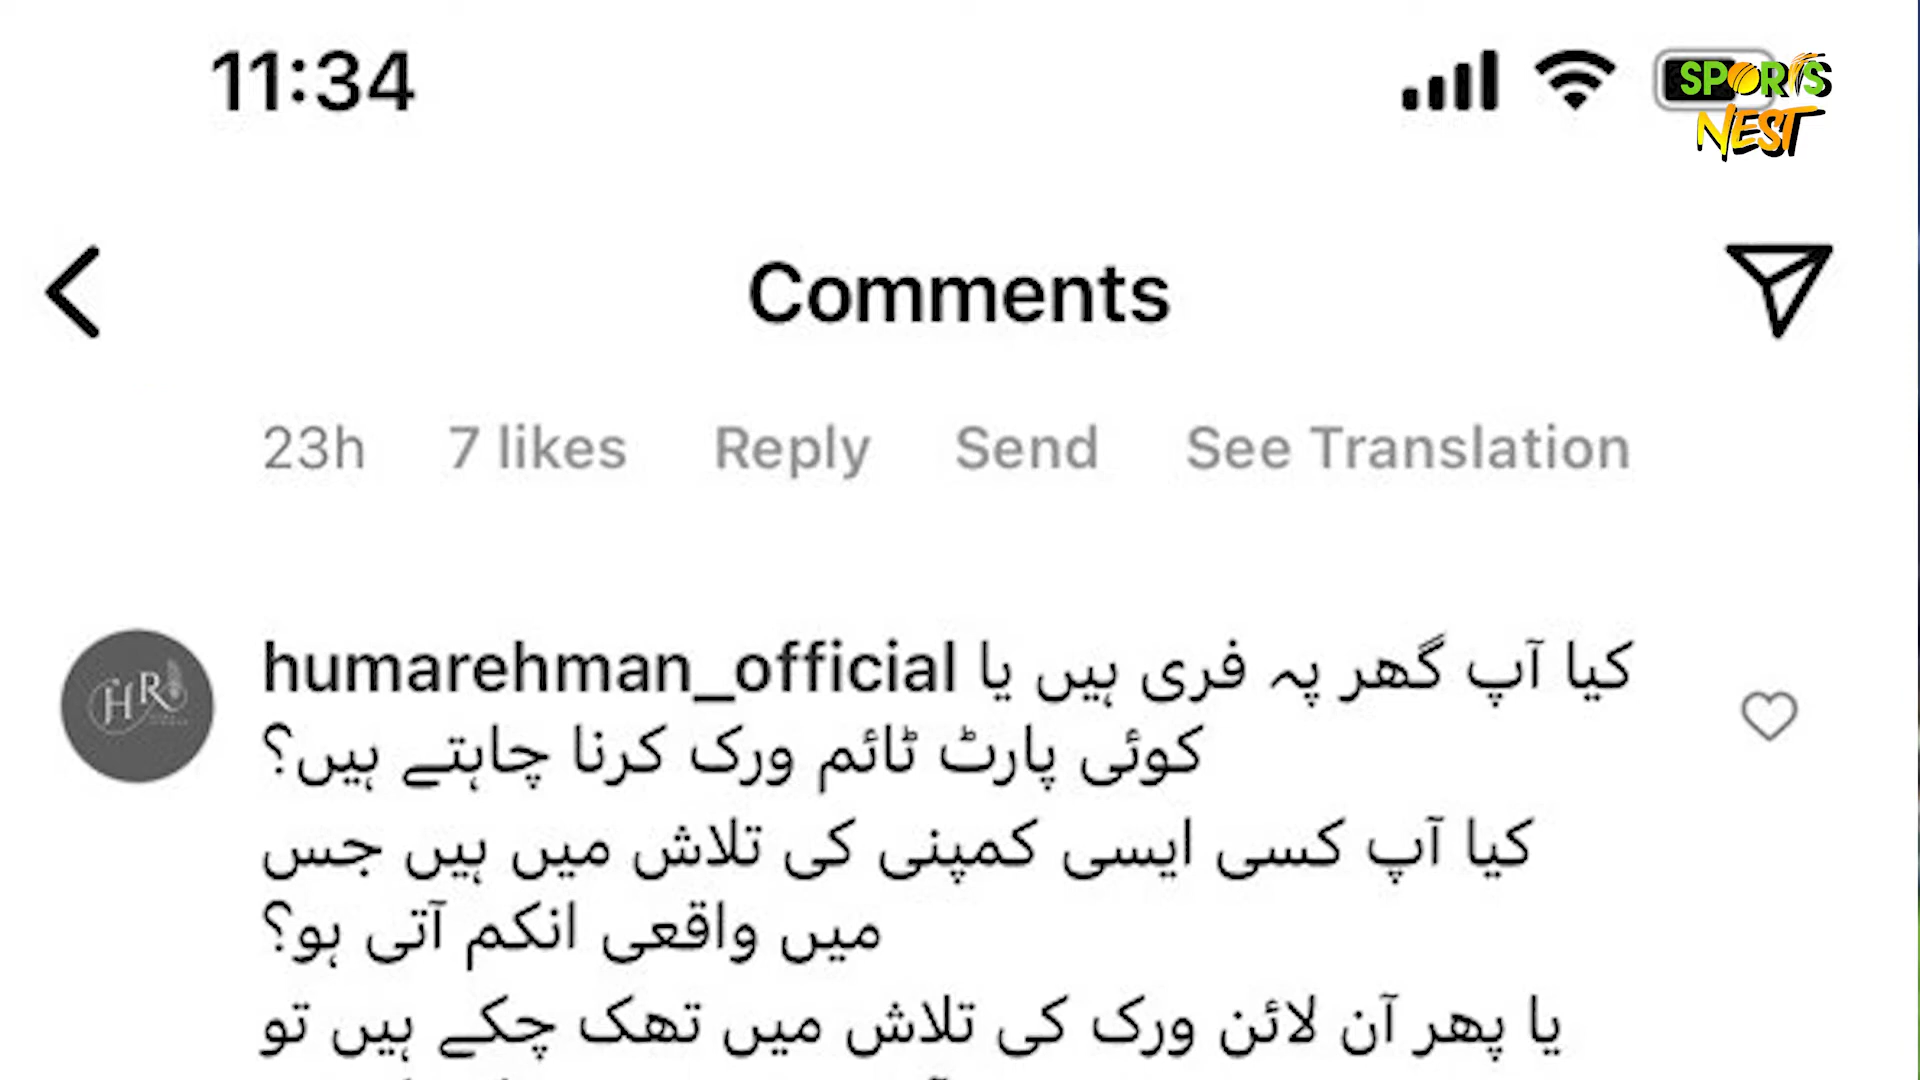 11:34
SPORTS
NEST
Comments
23h 7 likes Reply Send See Translation
HR
humarehman_official کیا آپ گھر پہ فری ہیں یا
کوئی پارٹ ٹائم ورک کرنا چاہتے ہیں؟
کیا آپ کسی ایسی کمپنی کی تلاش میں ہیں جس
میں واقعی انکم آتی ہو؟
یا پھر آن لائن ورک کی تلاش میں تھک چکے ہیں تو